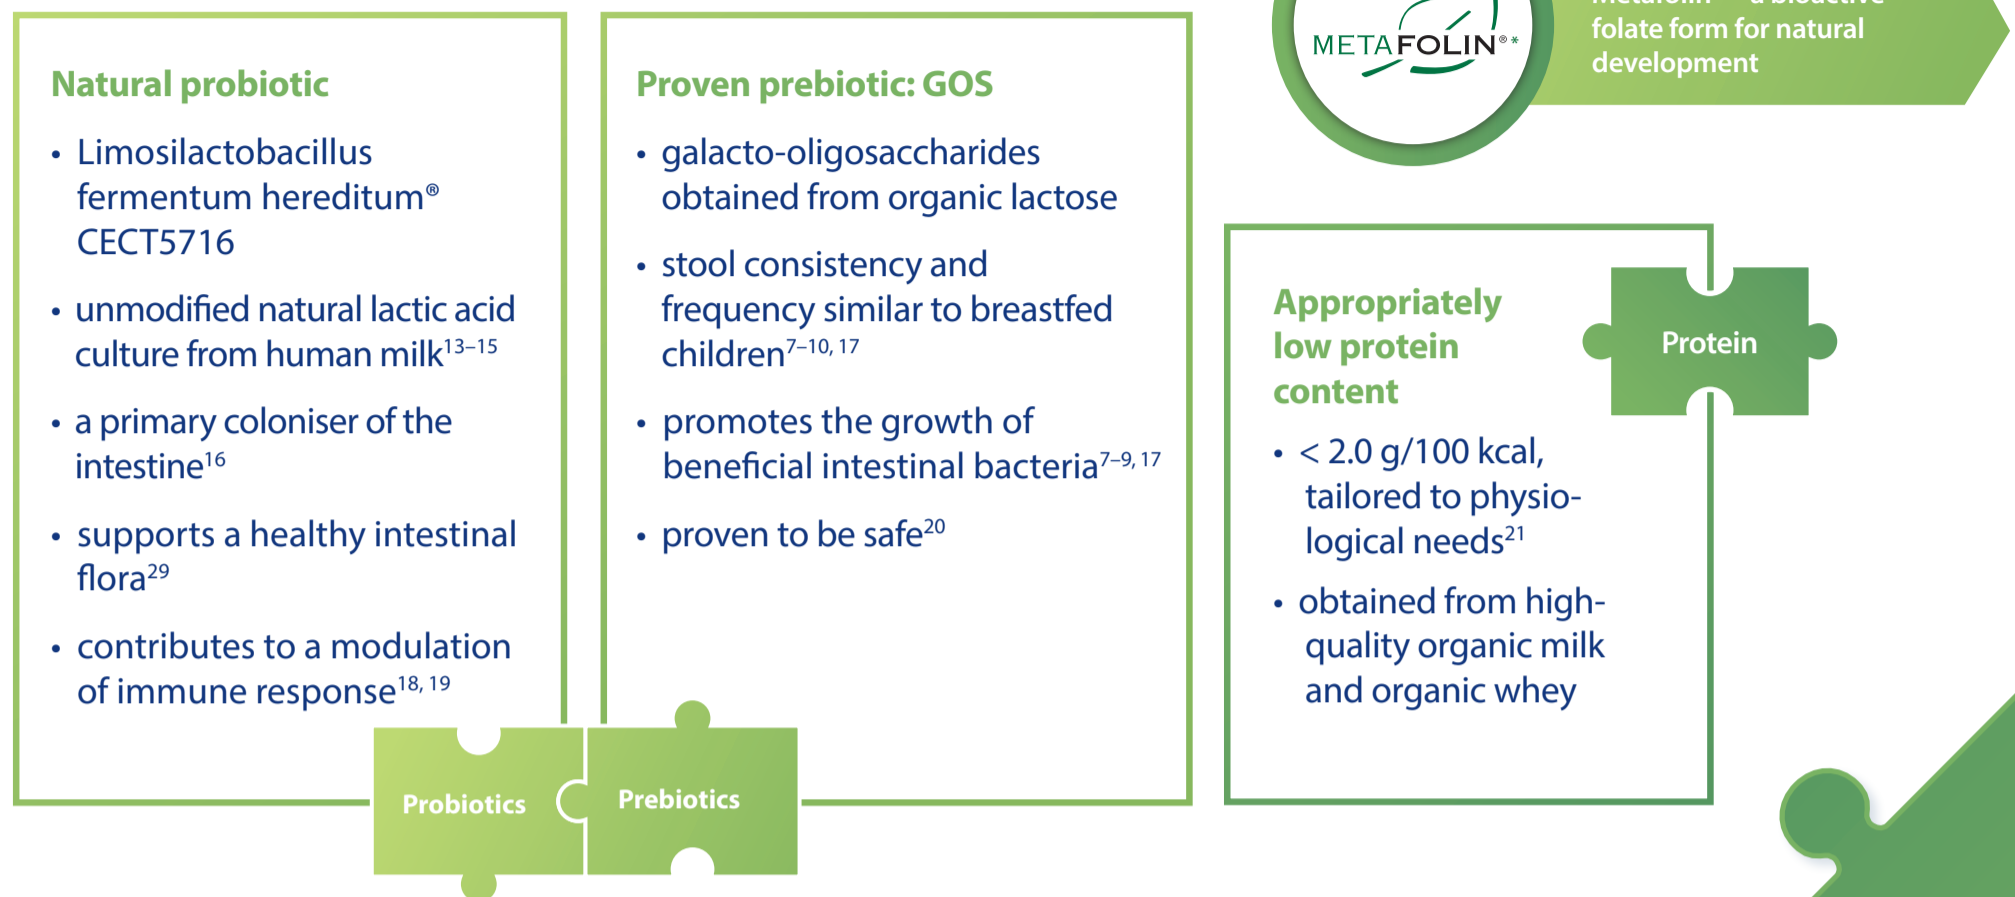 Natural probiotic
• Limosilactobacillus
fermentum hereditum®
CECT5716
• unmodified natural lactic acid
culture from human milk¹³⁻¹⁵
• a primary coloniser of the
intestine¹⁶
• supports a healthy intestinal
flora²⁹
• contributes to a modulation
of immune response¹⁸, ¹⁹
Probiotics
Proven prebiotic: GOS
• galacto-oligosaccharides
obtained from organic lactose
• stool consistency and
frequency similar to breastfed
children⁷⁻¹⁰, ¹⁷
• promotes the growth of
beneficial intestinal bacteria⁷⁻⁹, ¹⁷
• proven to be safe²⁰
Prebiotics
METAFOLIN®*
folate form for natural
development
Appropriately
low protein
content
Protein
• < 2.0 g/100 kcal,
tailored to physio-
logical needs²¹
• obtained from high-
quality organic milk
and organic whey